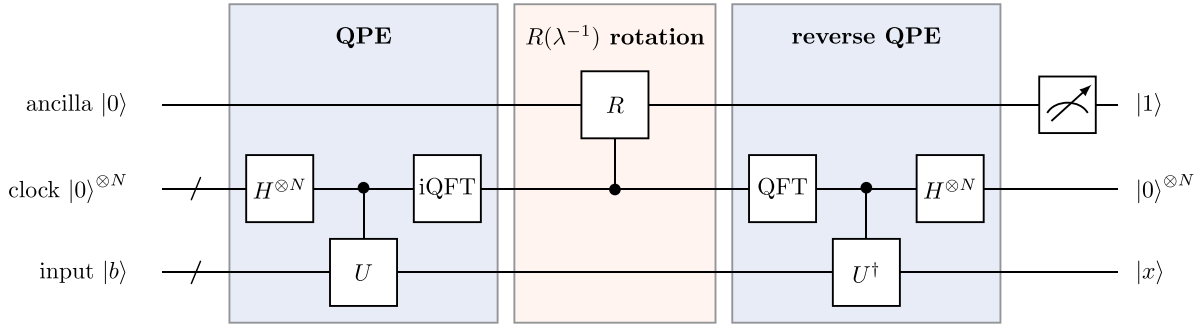 QPE
R(λ⁻¹) rotation
reverse QPE
ancilla |0⟩
R
|1⟩
clock |0⟩^{⊗N}
H^{⊗N}
iQFT
QFT
H^{⊗N}
|0⟩^{⊗N}
input |b⟩
U
U†
|x⟩